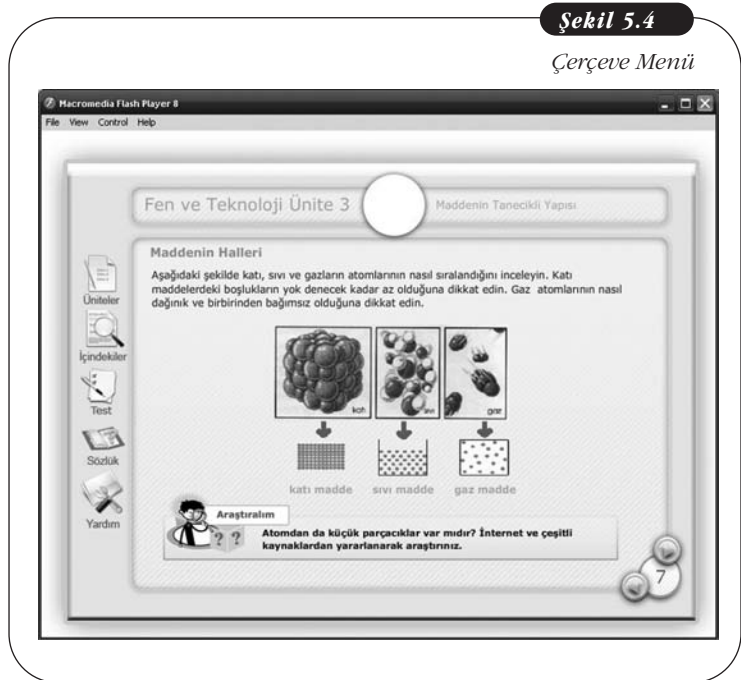 Şekil 5.4
Çerçeve Menü
Macromedia Flash Player 8
File View Control Help
Fen ve Teknoloji Ünite 3
Maddenin Tanecikli Yapısı
Maddenin Halleri
Aşağıdaki şekilde katı, sıvı ve gazların atomlarının nasıl sıralandığını inceleyin. Katı
maddelerdeki boşlukların yok denecek kadar az olduğuna dikkat edin. Gaz atomlarının nasıl
dağınık ve birbirinden bağımsız olduğuna dikkat edin.
Üniteler
İçindekiler
Test
Sözlük
Yardım
katı
sıvı
gaz
katı madde
sıvı madde
gaz madde
Araştıralım
Atomdan da küçük parçacıklar var mıdır? İnternet ve çeşitli
kaynaklardan yararlanarak araştırınız.
7